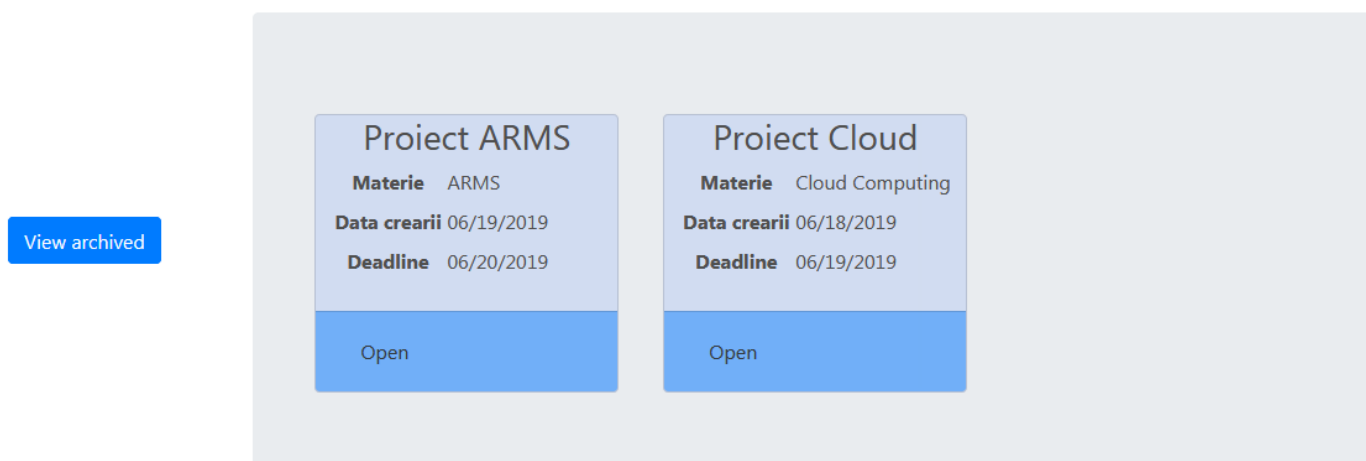 View archived
Proiect ARMS
Materie ARMS
Data crearii 06/19/2019
Deadline 06/20/2019
Open
Proiect Cloud
Materie Cloud Computing
Data crearii 06/18/2019
Deadline 06/19/2019
Open